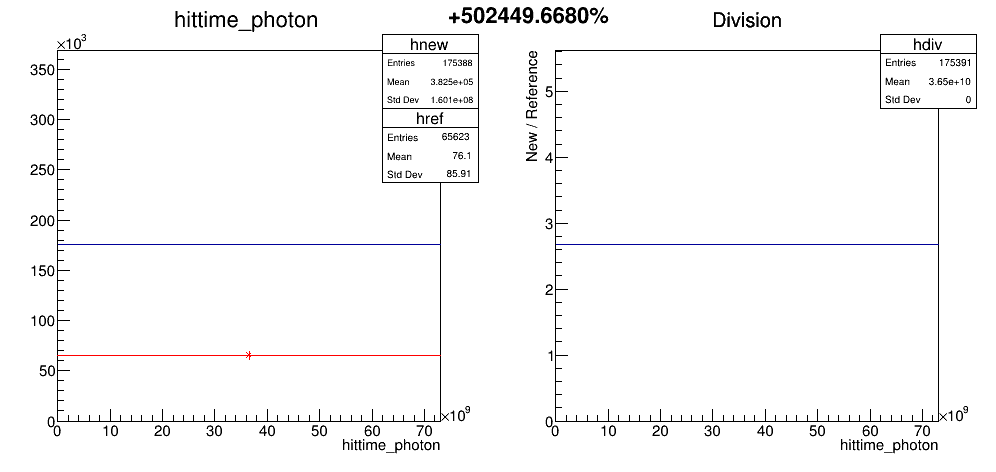 +502449.6680%
hittime_photon
×10³
hnew
Entries 175388
Mean 3.825e+05
Std Dev 1.601e+08
href
Entries 65623
Mean 76.1
Std Dev 85.91
350
300
250
200
150
100
50
0
0 10 20 30 40 50 60 70
×10⁹
hittime_photon
Division
hdiv
Entries 175391
Mean 3.65e+10
Std Dev 0
New / Reference
5
4
3
2
1
0
0 10 20 30 40 50 60 70
×10⁹
hittime_photon